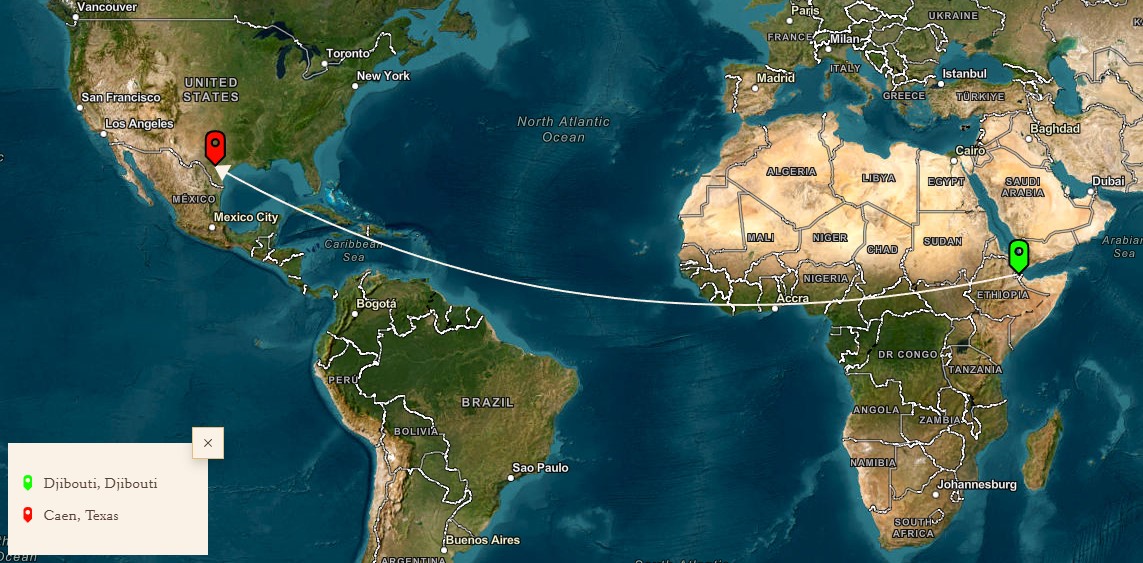 Vancouver
Paris
UKRAINE
FRANCE
Milan
Toronto
ITALY
New York
Madrid
Istanbul
UNITED
STATES
GREECE
TÜRKIYE
San Francisco
Los Angeles
North Atlantic
Ocean
Baghdad
Cairo
ALGERIA
LIBYA
EGYPT
SAUDI
ARABIA
Dubai
MÉXICO
Mexico City
MALI
NIGER
CHAD
SUDAN
Arabian
Sea
Caribbean
Sea
NIGERIA
ETHIOPIA
Accra
Bogotá
DR CONGO
TANZANIA
PERU
BRAZIL
ANGOLA
ZAMBIA
BOLIVIA
NAMIBIA
Sao Paulo
Johannesburg
×
Djibouti, Djibouti
Caen, Texas
SOUTH
AFRICA
Buenos Aires
Ocean
ARGENTINA